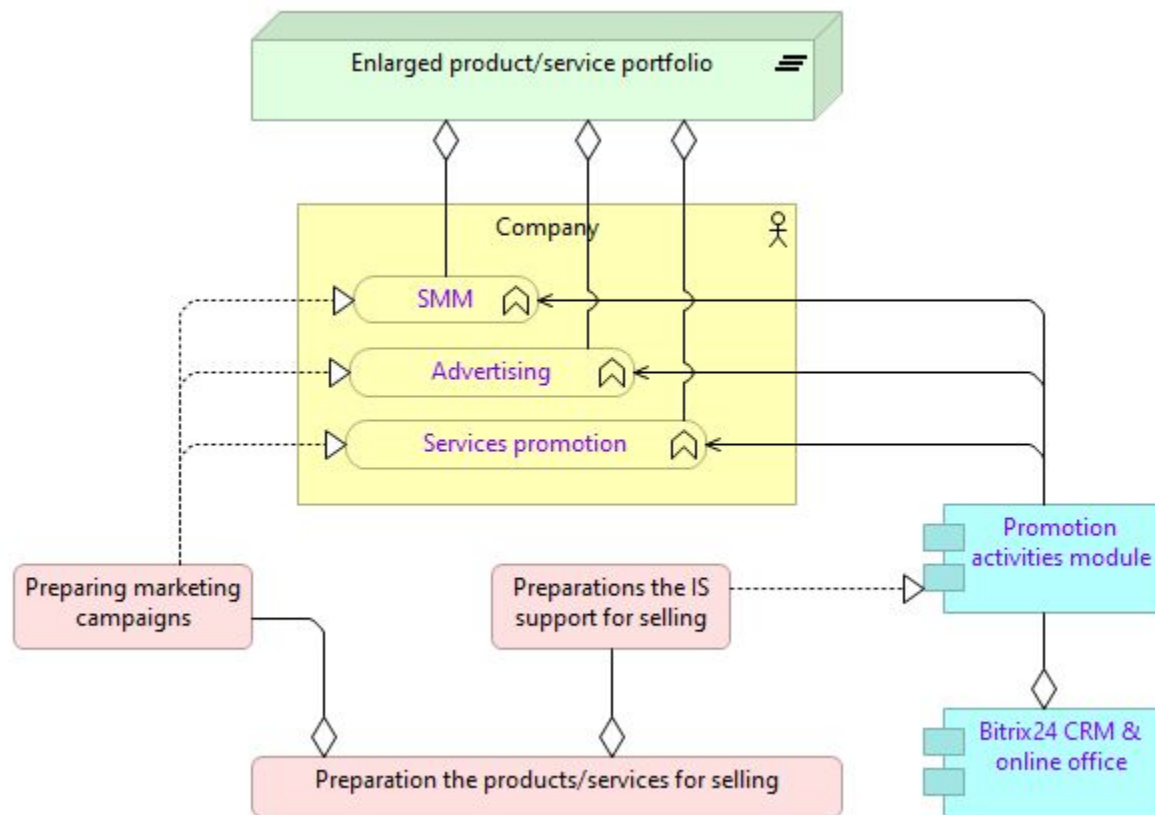 Enlarged product/service portfolio
Company
SMM
Advertising
Services promotion
Promotion
activities module
Preparing marketing
campaigns
Preparations the IS
support for selling
Bitrix24 CRM &
online office
Preparation the products/services for selling